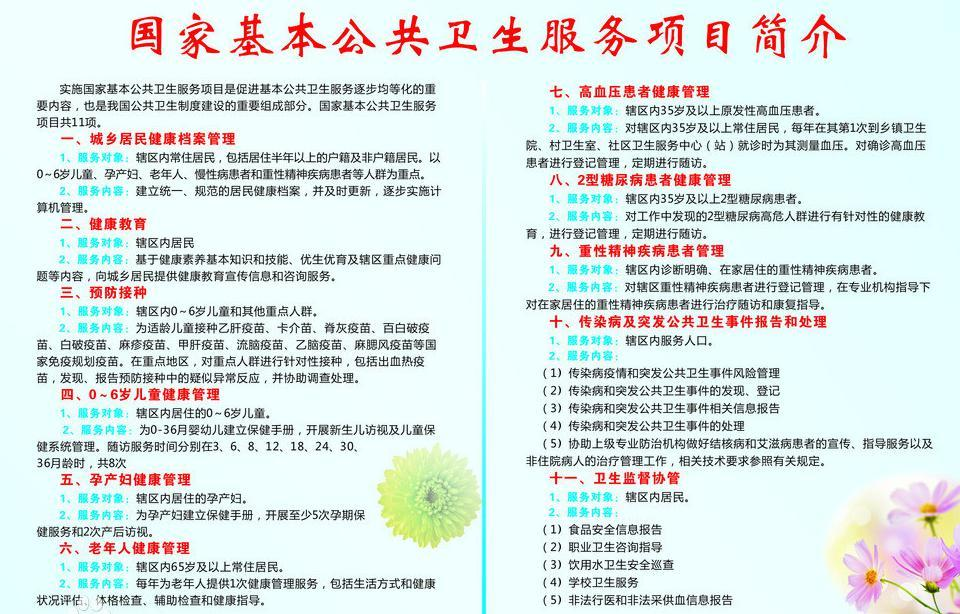 国家基本公共卫生服务项目简介
实施国家基本公共卫生服务项目是促进基本公共卫生服务逐步均等化的重
要内容，也是我国公共卫生制度建设的重要组成部分。国家基本公共卫生服务
项目共11项。
一、城乡居民健康档案管理
1、服务对象：辖区内常住居民，包括居住半年以上的户籍及非户籍居民。以
0～6岁儿童、孕产妇、老年人、慢性病患者和重性精神疾病患者等人群为重点。
2、服务内容：建立统一、规范的居民健康档案，并及时更新，逐步实施计
算机管理。
二、健康教育
1、服务对象：辖区内居民
2、服务内容：基于健康素养基本知识和技能、优生优育及辖区重点健康问
题等内容，向城乡居民提供健康教育宣传信息和咨询服务。
三、预防接种
1、服务对象：辖区内0～6岁儿童和其他重点人群。
2、服务内容：为适龄儿童接种乙肝疫苗、卡介苗、脊灰疫苗、百白破疫
苗、白破疫苗、麻疹疫苗、甲肝疫苗、流脑疫苗、乙脑疫苗、麻腮风疫苗等国
家免疫规划疫苗。在重点地区，对重点人群进行针对性接种，包括出血热疫
苗，发现、报告预防接种中的疑似异常反应，并协助调查处理。
四、0～6岁儿童健康管理
1、服务对象：辖区内居住的0～6岁儿童。
2、服务内容：为0-36月婴幼儿建立保健手册，开展新生儿访视及儿童保
健系统管理。随访服务时间分别在3、6、8、12、18、24、30、
36月龄时，共8次
五、孕产妇健康管理
1、服务对象：辖区内居住的孕产妇。
2、服务内容：为孕产妇建立保健手册，开展至少5次孕期保
健服务和2次产后访视。
六、老年人健康管理
1、服务对象：辖区内65岁及以上常住居民。
2、服务内容：每年为老年人提供1次健康管理服务，包括生活方式和健康
状况评估、体格检查、辅助检查和健康指导。
七、高血压患者健康管理
1、服务对象：辖区内35岁及以上原发性高血压患者。
2、服务内容：对辖区内35岁及以上常住居民，每年在其第1次到乡镇卫生
院、村卫生室、社区卫生服务中心（站）就诊时为其测量血压。对确诊高血压
患者进行登记管理，定期进行随访。
八、2型糖尿病患者健康管理
1、服务对象：辖区内35岁及以上2型糖尿病患者。
2、服务内容：对工作中发现的2型糖尿病高危人群进行有针对性的健康教
育，进行登记管理，定期进行随访。
九、重性精神疾病患者管理
1、服务对象：辖区内诊断明确、在家居住的重性精神疾病患者。
2、服务内容：对辖区重性精神疾病患者进行登记管理，在专业机构指导下
对在家居住的重性精神疾病患者进行治疗随访和康复指导。
十、传染病及突发公共卫生事件报告和处理
1、服务对象：辖区内服务人口。
2、服务内容：
（1）传染病疫情和突发公共卫生事件风险管理
（2）传染病和突发公共卫生事件的发现、登记
（3）传染病和突发公共卫生事件相关信息报告
（4）传染病和突发公共卫生事件的处理
（5）协助上级专业防治机构做好结核病和艾滋病患者的宣传、指导服务以及
非住院病人的治疗管理工作，相关技术要求参照有关规定。
十一、卫生监督协管
1、服务对象：辖区内居民。
2、服务内容：
（1）食品安全信息报告
（2）职业卫生咨询指导
（3）饮用水卫生安全巡查
（4）学校卫生服务
（5）非法行医和非法采供血信息报告